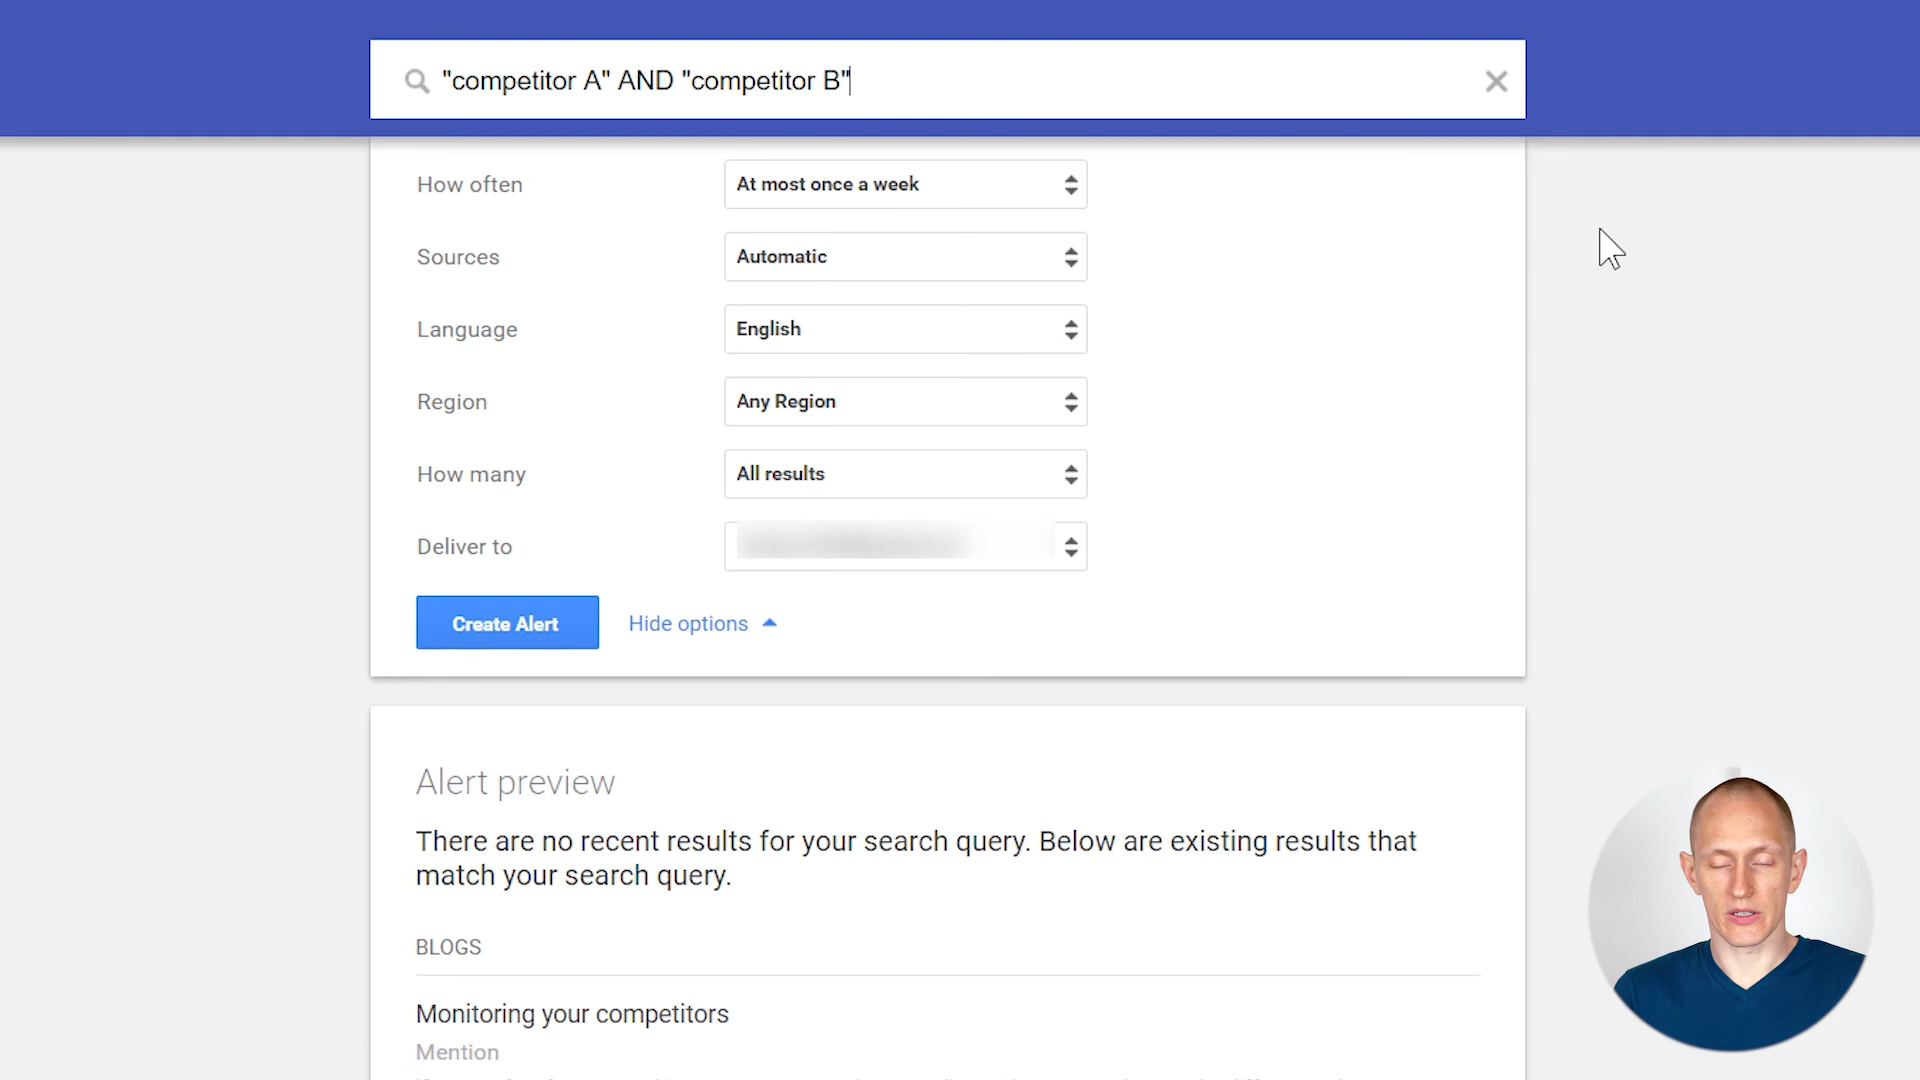 "competitor A" AND "competitor B"
How often
At most once a week
Sources
Automatic
Language
English
Region
Any Region
How many
All results
Deliver to
Create Alert
Hide options
Alert preview
There are no recent results for your search query. Below are existing results that
match your search query.
BLOGS
Monitoring your competitors
Mention